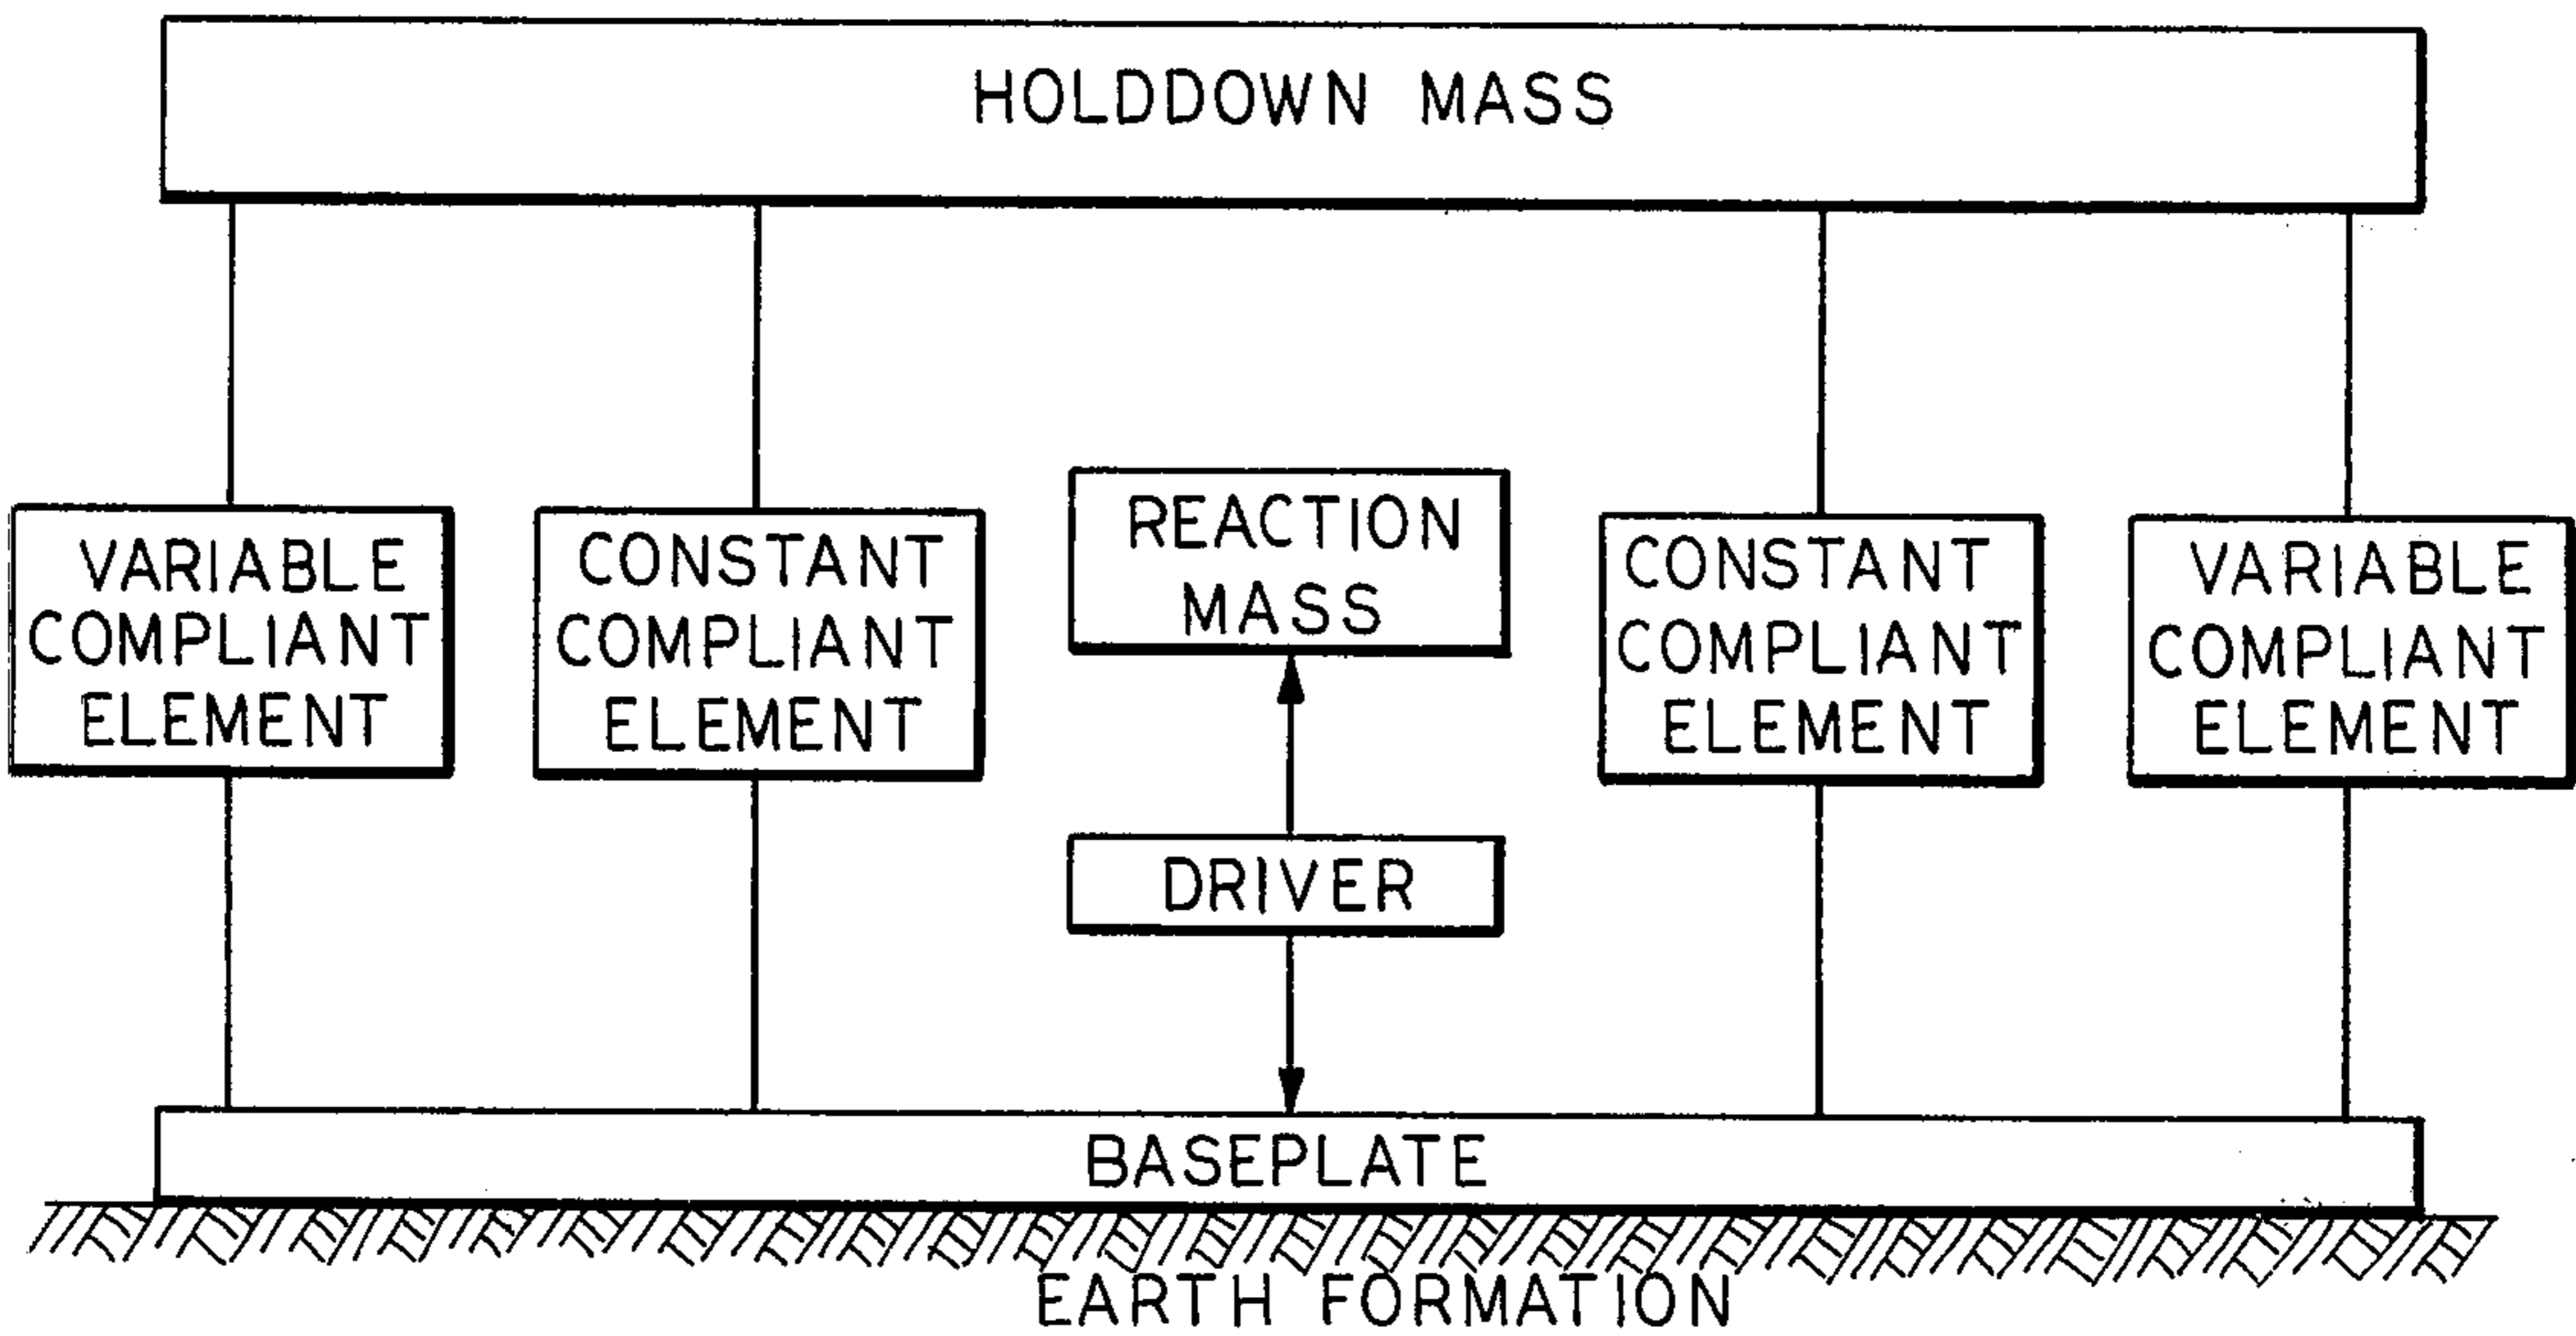 HOLDDOWN MASS
VARIABLE
COMPLIANT
ELEMENT
CONSTANT
COMPLIANT
ELEMENT
REACTION
MASS
CONSTANT
COMPLIANT
ELEMENT
VARIABLE
COMPLIANT
ELEMENT
DRIVER
BASEPLATE
EARTH FORMATION